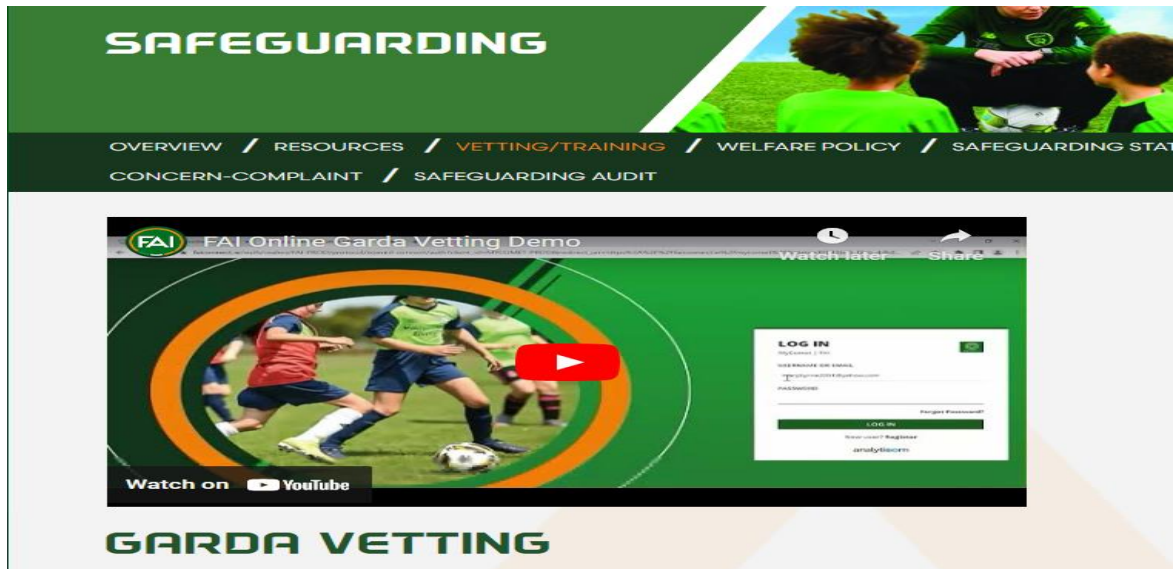 SAFEGUARDING
OVERVIEW / RESOURCES / VETTING/TRAINING / WELFARE POLICY / SAFEGUARDING STAT
CONCERN-COMPLAINT / SAFEGUARDING AUDIT
FAI FAI Online Garda Vetting Demo
Watch later Share
LOG IN
USERNAME OR EMAIL
PASSWORD
Forgot Password?
LOG IN
New user? Register
Watch on YouTube
GARDA VETTING